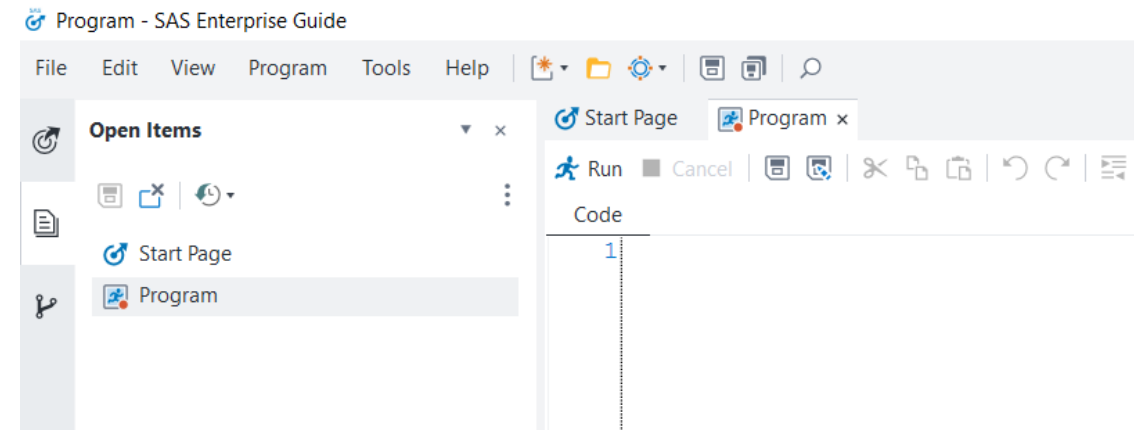 Program - SAS Enterprise Guide
File Edit View Program Tools Help
Open Items
Start Page
Program
Start Page Program
Run Cancel
Code
1